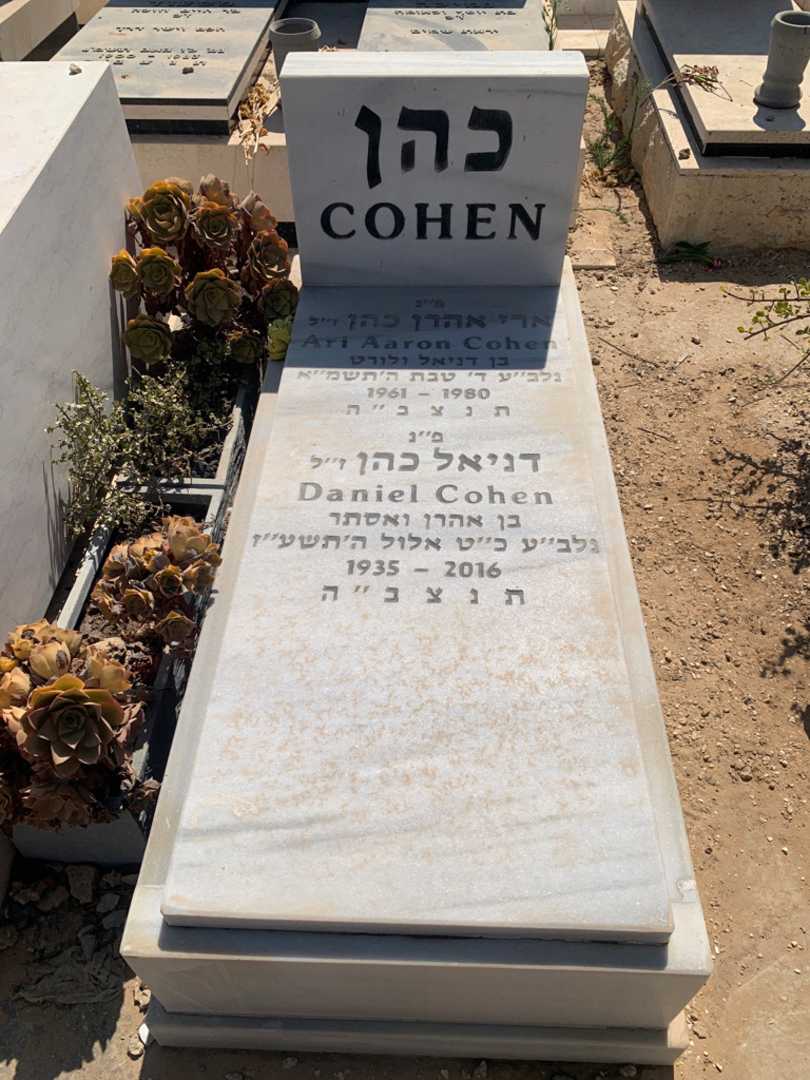 כהן
COHEN
פ״נ
ארי אהרן כהן ז״ל
Ari Aaron Cohen
בן דניאל ולורט
נלב״ע ד' טבת ה'תשמ״א
1961 – 1980
ת נ צ ב ״ ה
פ״נ
דניאל כהן ז״ל
Daniel Cohen
בן אהרן ואסתר
נלב״ע כ״ט אלול ה'תשע״ז
1935 – 2016
ת נ צ ב ״ ה